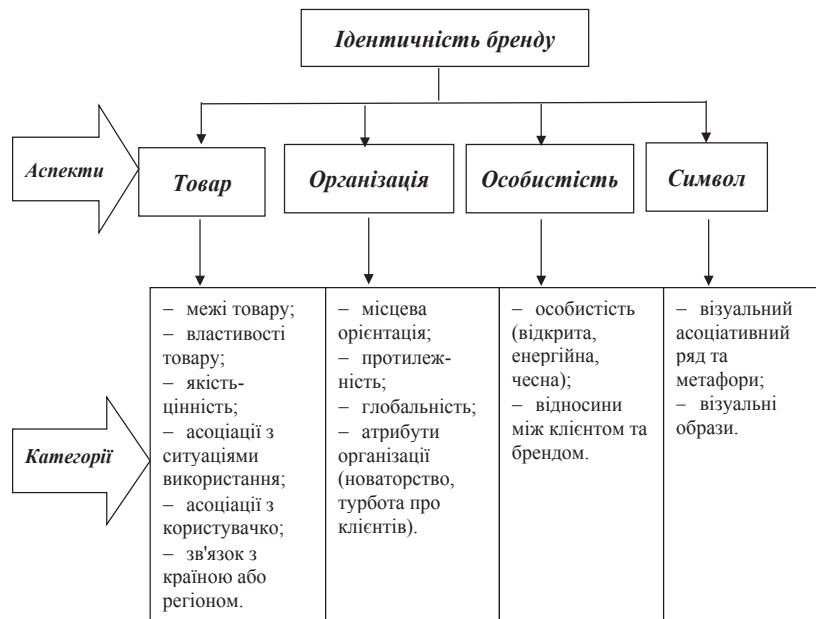 Ідентичність бренду
Аспекти
Товар
Організація
Особистість
Символ
Категорії
– межі товару;
– властивості
товару;
– якість-
цінність;
– асоціації з
ситуаціями
використання;
– асоціації з
користувачко;
– зв'язок з
країною або
регіоном.
– місцева
орієнтація;
– протилеж-
ність;
– глобальність;
– атрибути
організації
(новаторство,
турбота про
клієнтів).
– особистість
(відкрита,
енергійна,
чесна);
– відносини
між клієнтом та
брендом.
– візуальний
асоціативний
ряд та
метафори;
– візуальні
образи.